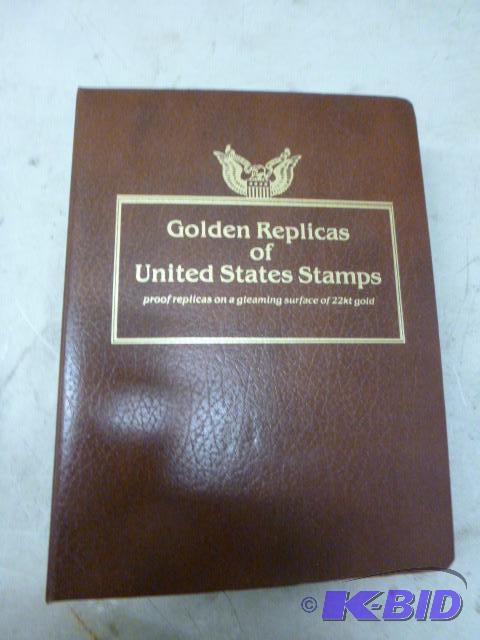 Golden Replicas
of
United States Stamps
proof replicas on a gleaming surface of 22kt gold
© K-BID